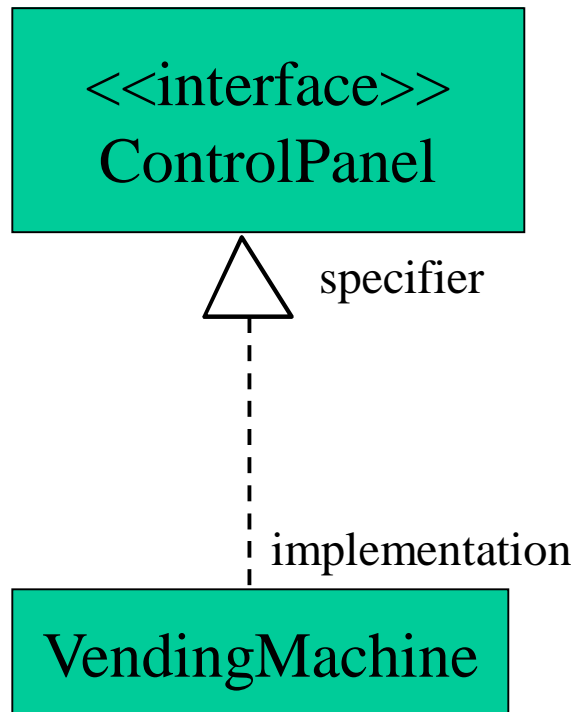 <<interface>>
ControlPanel
specifier
implementation
VendingMachine